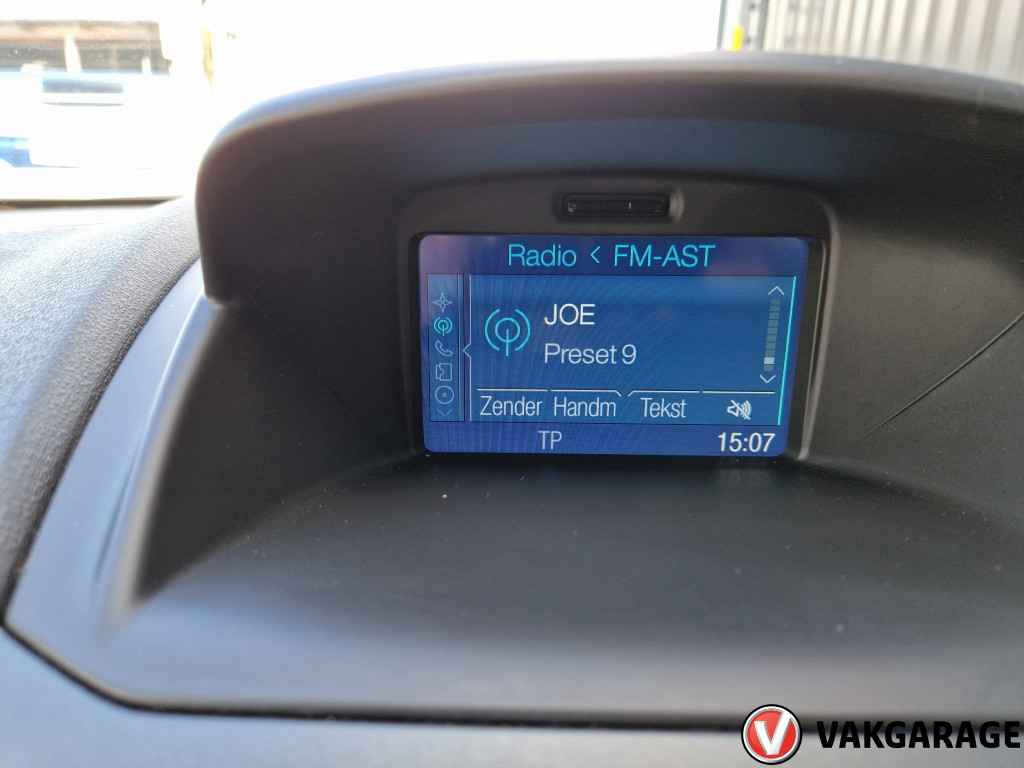 Radio < FM-AST
JOE
Preset 9
Zender Handm Tekst
TP 15:07
V VAKGARAGE